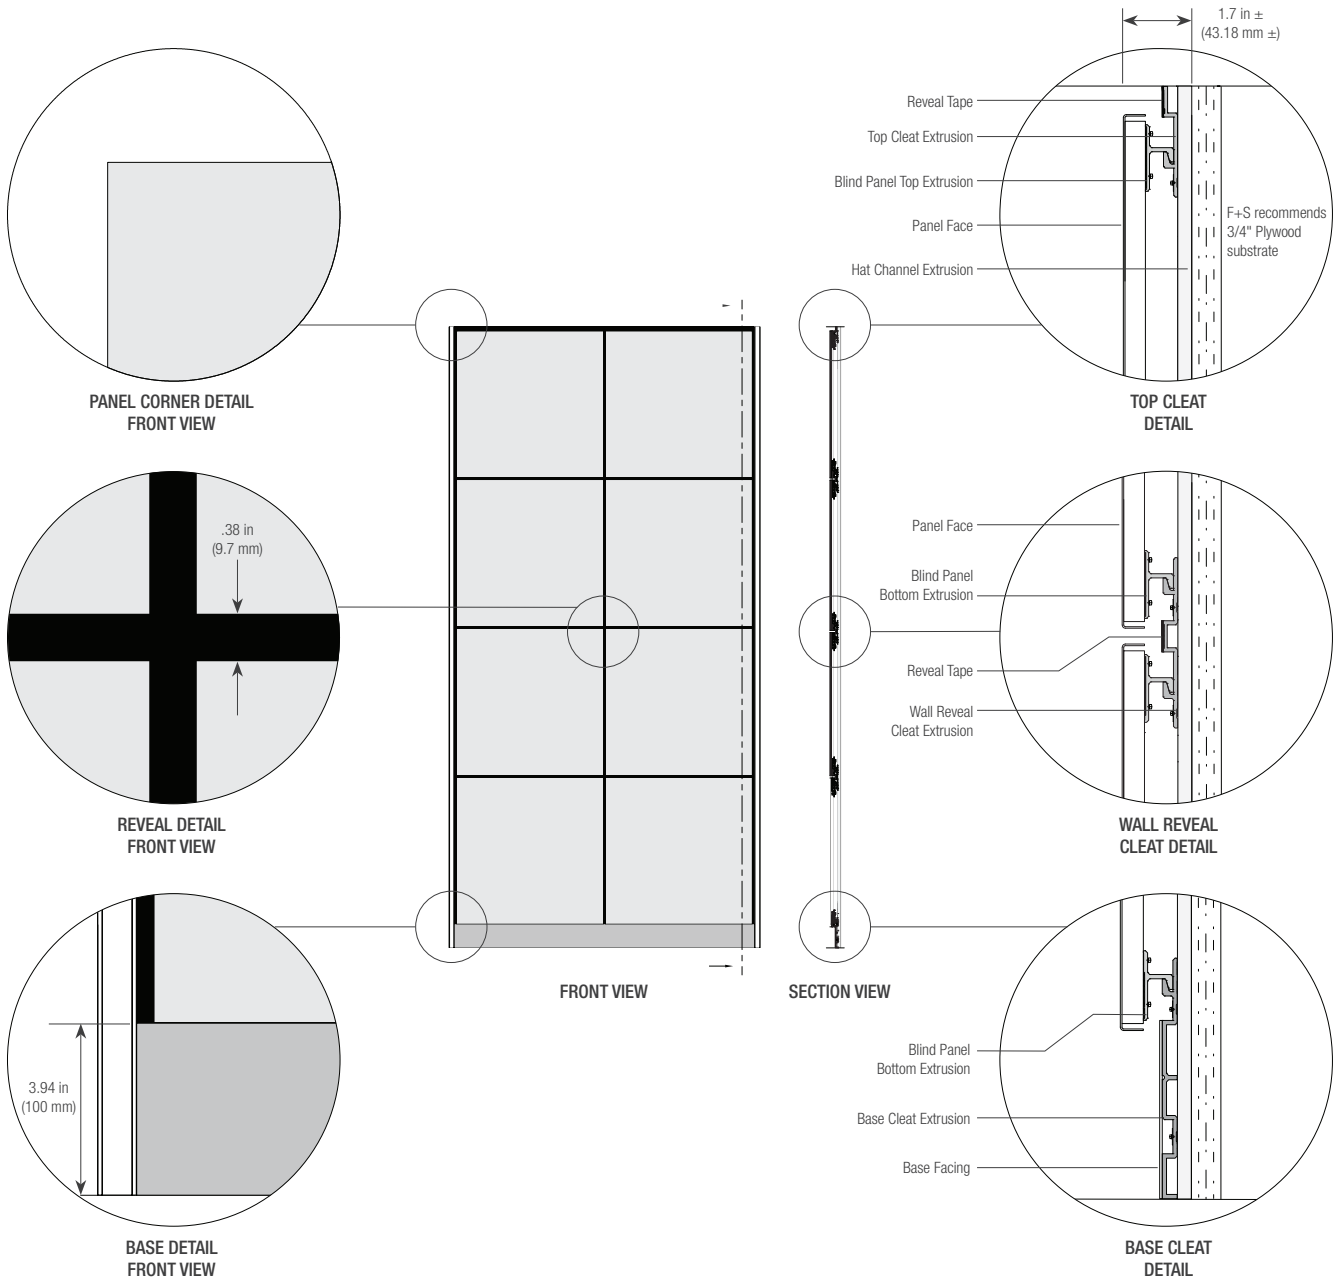 1.7 in ±
(43.18 mm ±)
Reveal Tape
Top Cleat Extrusion
Blind Panel Top Extrusion
Panel Face
Hat Channel Extrusion
F+S recommends
3/4" Plywood
substrate
PANEL CORNER DETAIL
FRONT VIEW
TOP CLEAT
DETAIL
.38 in
(9.7 mm)
REVEAL DETAIL
FRONT VIEW
Panel Face
Blind Panel
Bottom Extrusion
Reveal Tape
Wall Reveal
Cleat Extrusion
WALL REVEAL
CLEAT DETAIL
FRONT VIEW
SECTION VIEW
3.94 in
(100 mm)
BASE DETAIL
FRONT VIEW
Blind Panel
Bottom Extrusion
Base Cleat Extrusion
Base Facing
BASE CLEAT
DETAIL